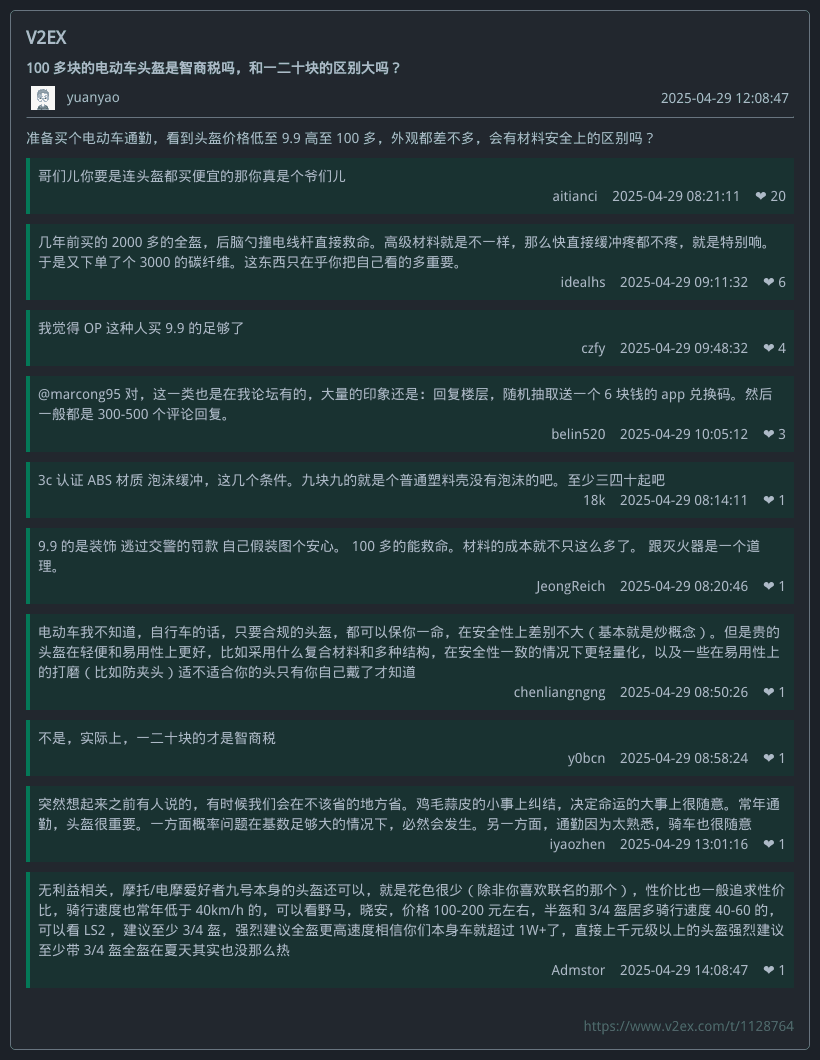 V2EX
100 多块的电动车头盔是智商税吗，和一二十块的区别大吗？
yuanyao 2025-04-29 12:08:47
准备买个电动车通勤，看到头盔价格低至 9.9 高至 100 多，外观都差不多，会有材料安全上的区别吗？
哥们儿你要是连头盔都买便宜的那你真是个爷们儿
aitianci 2025-04-29 08:21:11 ❤ 20
几年前买的 2000 多的全盔，后脑勺撞电线杆直接救命。高级材料就是不一样，那么快直接缓冲疼都不疼，就是特别响。
于是又下单了个 3000 的碳纤维。这东西只在乎你把自己看的多重要。
idealhs 2025-04-29 09:11:32 ❤ 6
我觉得 OP 这种人买 9.9 的足够了
czfy 2025-04-29 09:48:32 ❤ 4
@marcong95 对，这一类也是在我论坛有的，大量的印象还是：回复楼层，随机抽取送一个 6 块钱的 app 兑换码。然后
一般都是 300-500 个评论回复。
belin520 2025-04-29 10:05:12 ❤ 3
3c 认证 ABS 材质 泡沫缓冲，这几个条件。九块九的就是个普通塑料壳没有泡沫的吧。至少三四十起吧
18k 2025-04-29 08:14:11 ❤ 1
9.9 的是装饰 逃过交警的罚款 自己假装图个安心。 100 多的能救命。材料的成本就不只这么多了。 跟灭火器是一个道
理。
JeongReich 2025-04-29 08:20:46 ❤ 1
电动车我不知道，自行车的话，只要合规的头盔，都可以保你一命，在安全性上差别不大（基本就是炒概念）。但是贵的
头盔在轻便和易用性上更好，比如采用什么复合材料和多种结构，在安全性一致的情况下更轻量化，以及一些在易用性上
的打磨（比如防夹头）适不适合你的头只有你自己戴了才知道
chenliangngng 2025-04-29 08:50:26 ❤ 1
不是，实际上，一二十块的才是智商税
y0bcn 2025-04-29 08:58:24 ❤ 1
突然想起来之前有人说的，有时候我们会在不该省的地方省。鸡毛蒜皮的小事上纠结，决定命运的大事上很随意。常年通
勤，头盔很重要。一方面概率问题在基数足够大的情况下，必然会发生。另一方面，通勤因为太熟悉，骑车也很随意
iyaozhen 2025-04-29 13:01:16 ❤ 1
无利益相关，摩托/电摩爱好者九号本身的头盔还可以，就是花色很少（除非你喜欢联名的那个），性价比也一般追求性价
比，骑行速度也常年低于 40km/h 的，可以看野马，晓安，价格 100-200 元左右，半盔和 3/4 盔居多骑行速度 40-60 的，
可以看 LS2 ，建议至少 3/4 盔，强烈建议全盔更高速度相信你们本身车就超过 1W+了，直接上千元级以上的头盔强烈建议
至少带 3/4 盔全盔在夏天其实也没那么热
Admstor 2025-04-29 14:08:47 ❤ 1
https://www.v2ex.com/t/1128764